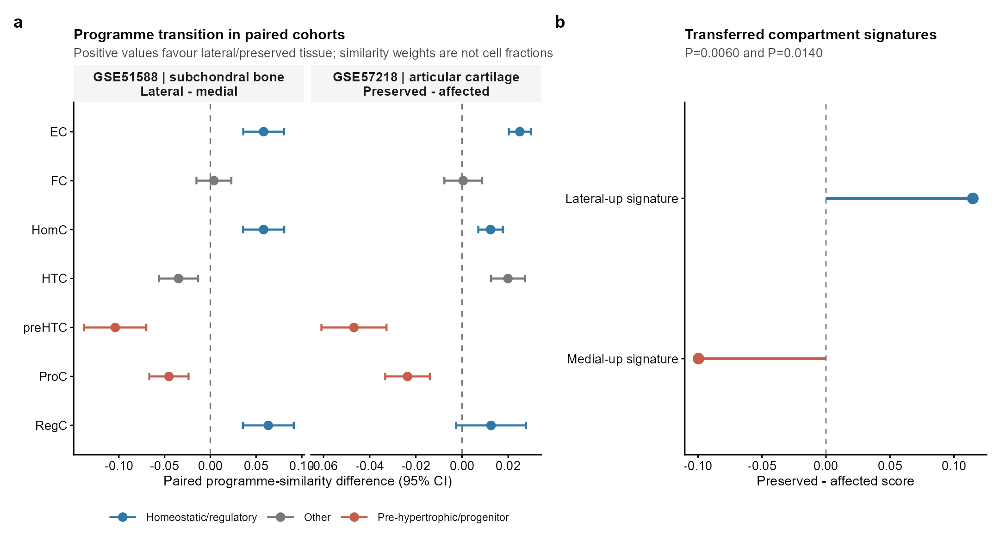 a
Programme transition in paired cohorts
Positive values favour lateral/preserved tissue; similarity weights are not cell fractions
GSE51588 | subchondral bone
Lateral - medial
GSE57218 | articular cartilage
Preserved - affected
EC
FC
HomC
HTC
preHTC
ProC
RegC
-0.10 -0.05 0.00 0.05 0.10
-0.06 -0.04 -0.02 0.00 0.02
Paired programme-similarity difference (95% CI)
Homeostatic/regulatory Other Pre-hypertrophic/progenitor
b
Transferred compartment signatures
P=0.0060 and P=0.0140
Lateral-up signature
Medial-up signature
-0.10 -0.05 0.00 0.05 0.10
Preserved - affected score